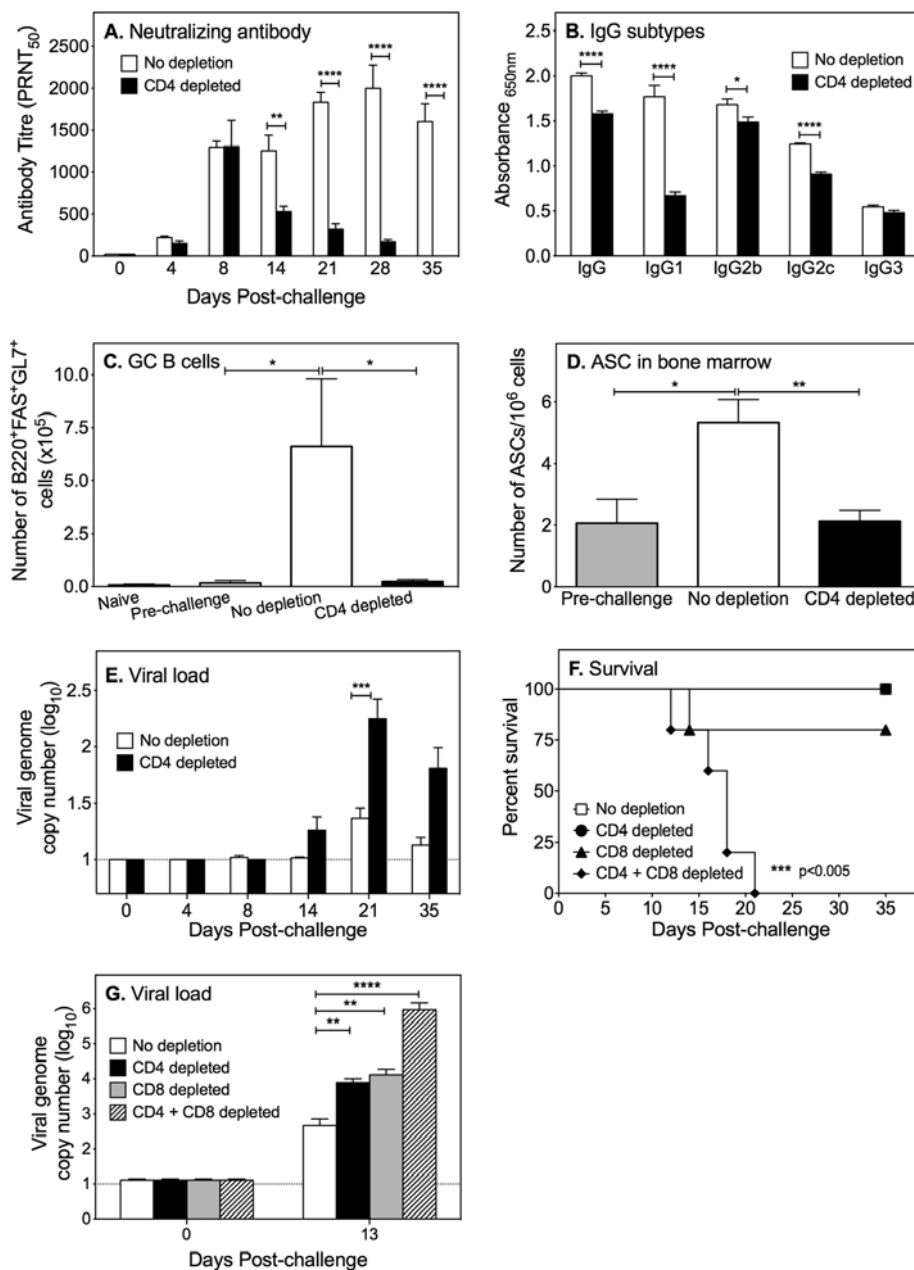 A. Neutralizing antibody
No depletion
CD4 depleted
Antibody Titre (PRNT50)
2500
2000
1500
1000
500
0
**
****
****
****
0 4 8 14 21 28 35
Days Post-challenge
B. IgG subtypes
No depletion
CD4 depleted
Absorbance 650nm
2.5
2.0
1.5
1.0
0.5
0.0
****
****
*
****
IgG IgG1 IgG2b IgG2c IgG3
C. GC B cells
Number of B220+FAS+GL7+
cells (x10⁵)
10.0
7.5
5.0
2.5
0.0
* *
Naive Pre-challenge No depletion CD4 depleted
D. ASC in bone marrow
Number of ASCs/10⁶ cells
6
4
2
0
* **
Pre-challenge No depletion CD4 depleted
E. Viral load
No depletion
CD4 depleted
Viral genome
copy number (log10)
2.5
2
1.5
1
***
0 4 8 14 21 35
Days Post-challenge
F. Survival
Percent survival
100
75
50
25
0
No depletion
CD4 depleted
CD8 depleted
CD4 + CD8 depleted
*** p<0.005
0 5 10 15 20 25 30 35
Days Post-challenge
G. Viral load
No depletion
CD4 depleted
CD8 depleted
CD4 + CD8 depleted
Viral genome
copy number (log10)
6
4
3
2
1
****
**
**
0 13
Days Post-challenge